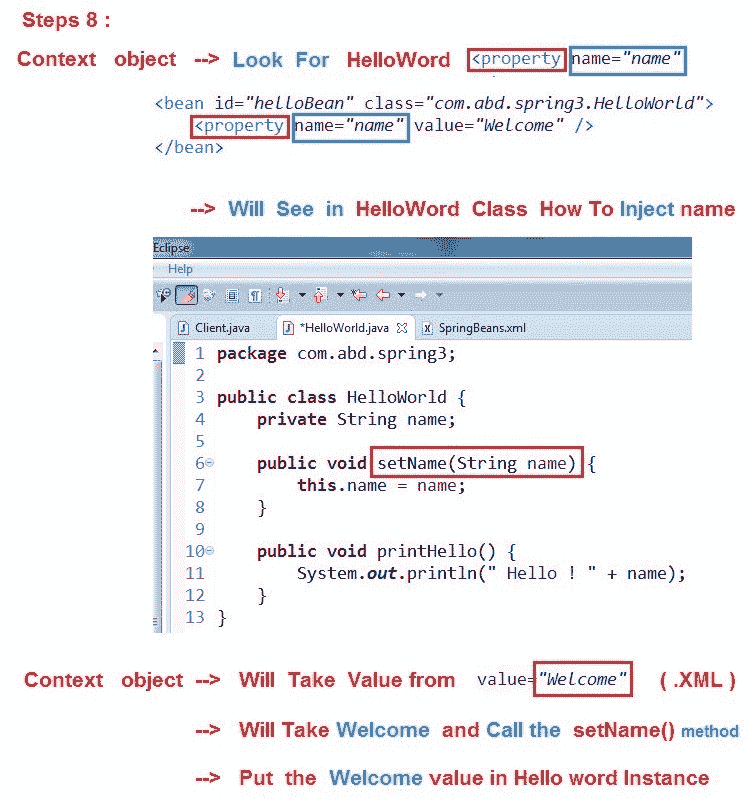 Steps 8 :
Context object --> Look For HelloWord <property name="name"
<bean id="helloBean" class="com.abd.spring3.HelloWorld">
<property name="name" value="Welcome" />
</bean>
--> Will See in HelloWord Class How To Inject name
Eclipse
Help
Client.java *HelloWorld.java SpringBeans.xml
1 package com.abd.spring3;
2
3 public class HelloWorld {
4 private String name;
5
6 public void setName(String name) {
7 this.name = name;
8 }
9
10 public void printHello() {
11 System.out.println(" Hello ! " + name);
12 }
13 }
Context object --> Will Take Value from value="Welcome" ( .XML )
--> Will Take Welcome and Call the setName() method
--> Put the Welcome value in Hello word Instance